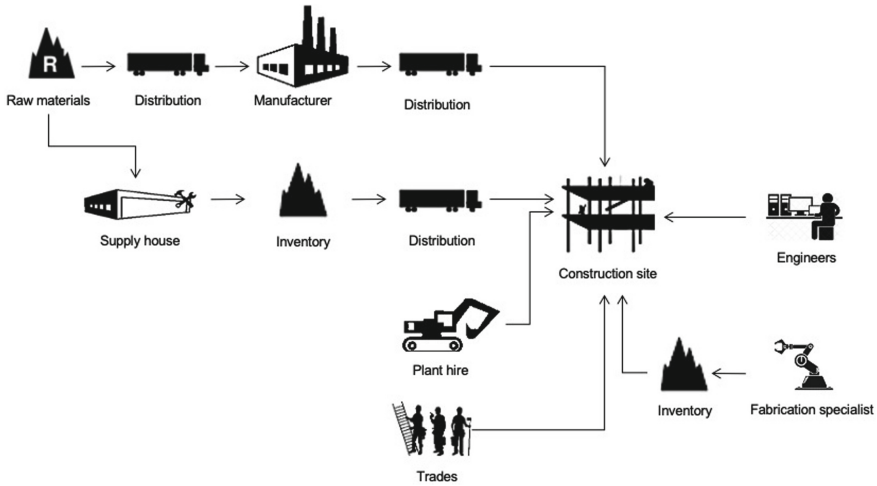 R
Raw materials
Distribution
Manufacturer
Distribution
Supply house
Inventory
Distribution
Construction site
Engineers
Plant hire
Inventory
Fabrication specialist
Trades